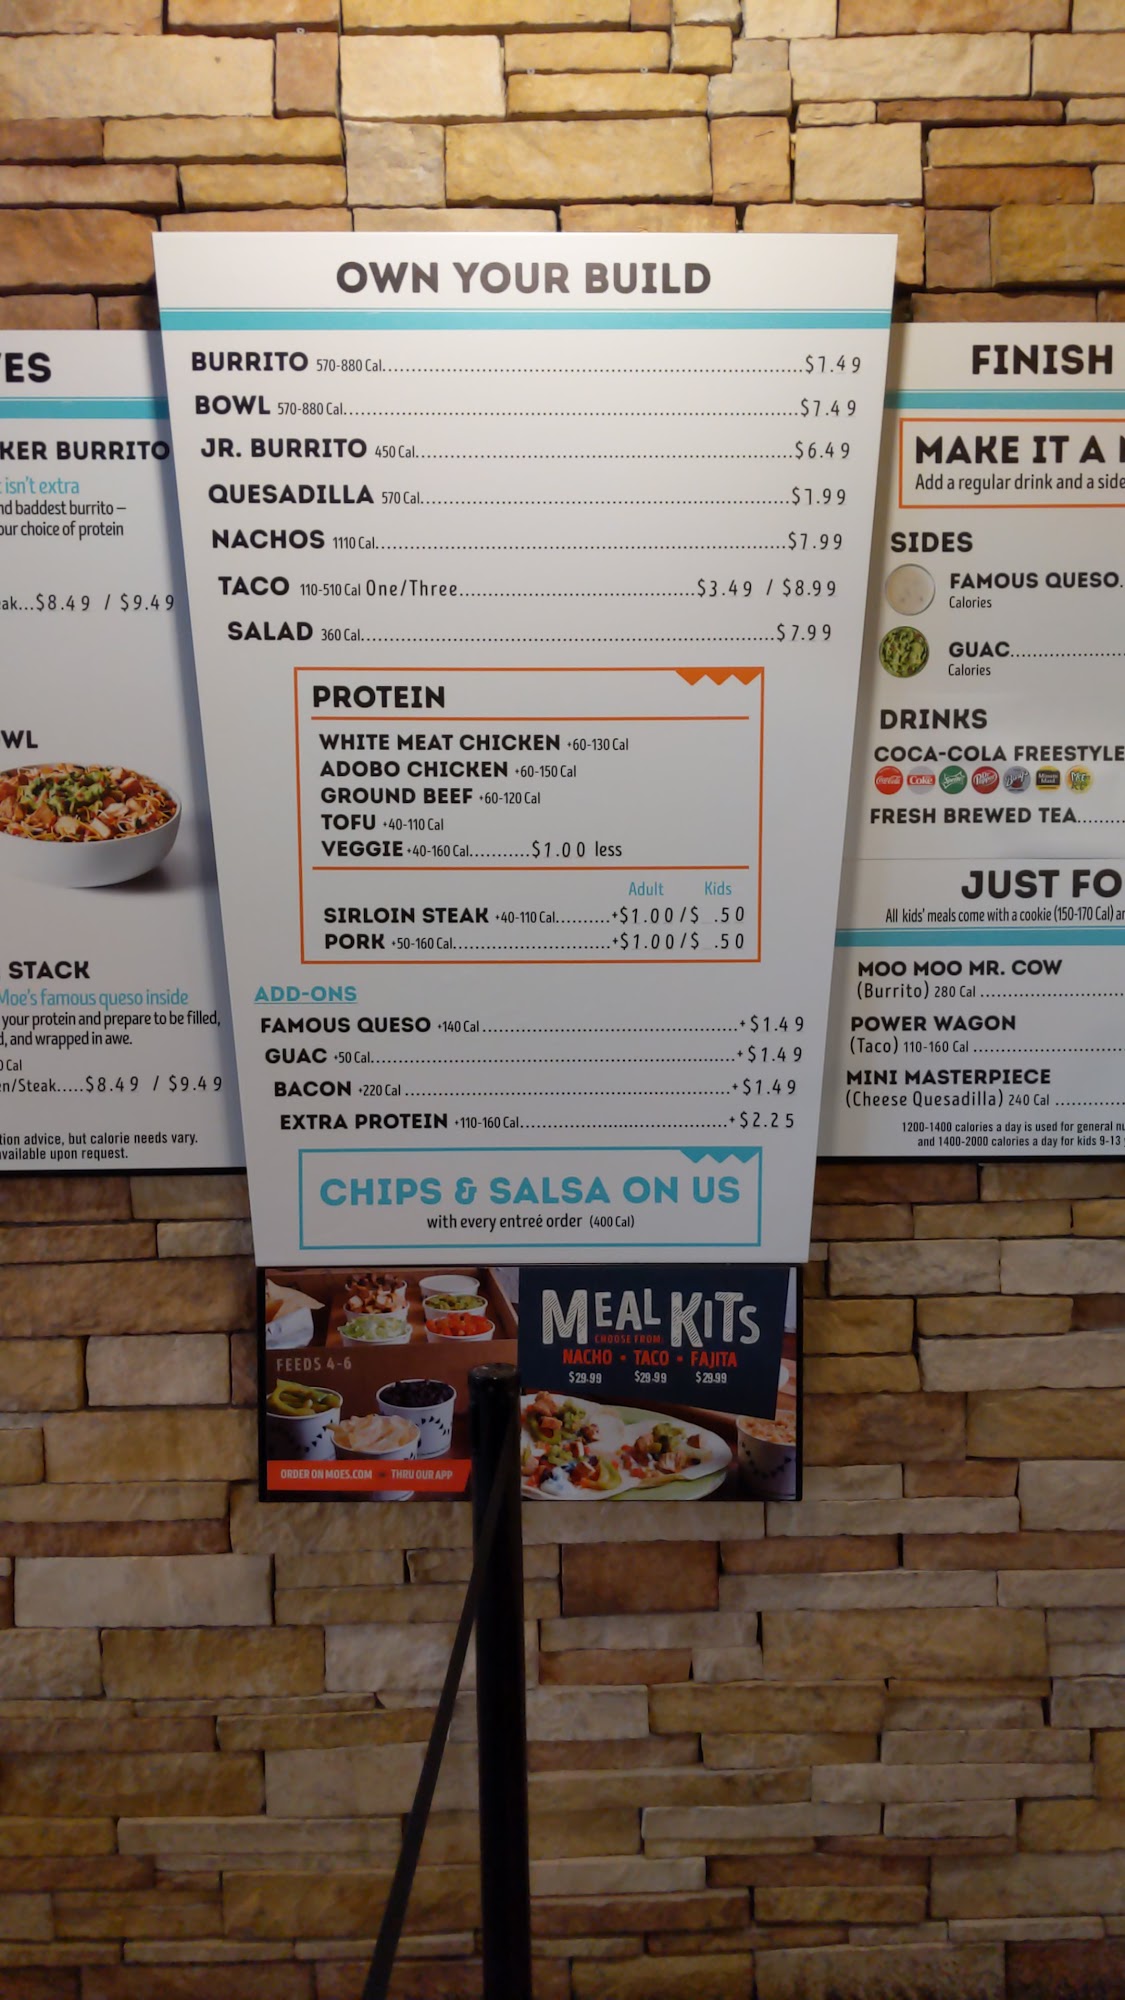 OWN YOUR BUILD
BURRITO 570-880 Cal....$7.49
BOWL 570-880 Cal....$7.49
JR. BURRITO 450 Cal....$6.49
QUESADILLA 570 Cal....$7.99
NACHOS 1110 Cal....$7.99
TACO 110-510 Cal One/Three....$3.49 / $8.99
SALAD 360 Cal....$7.99
PROTEIN
WHITE MEAT CHICKEN +60-130 Cal
ADOBO CHICKEN +60-150 Cal
GROUND BEEF +60-120 Cal
TOFU +40-110 Cal
VEGGIE +40-160 Cal....$1.00 less
Adult Kids
SIRLOIN STEAK +40-110 Cal....+$1.00/$ .50
PORK +50-160 Cal....+$1.00/$ .50
ADD-ONS
FAMOUS QUESO +140 Cal....+$1.49
GUAC +50 Cal....+$1.49
BACON +220 Cal....+$1.49
EXTRA PROTEIN +110-160 Cal....+$2.25
CHIPS & SALSA ON US
with every entreé order (400 Cal)
FEEDS 4-6
ORDER ON MOES.COM THRU OUR APP
MEAL KITS
CHOOSE FROM:
NACHO • TACO • FAJITA
$29.99 $29.99 $29.99
KER BURRITO
isn't extra
nd baddest burrito –
our choice of protein
ak...$8.49 / $9.49
WL
STACK
Moe's famous queso inside
your protein and prepare to be filled,
d, and wrapped in awe.
0 Cal
en/Steak.....$8.49 / $9.49
tion advice, but calorie needs vary.
vailable upon request.
FINISH
MAKE IT A
Add a regular drink and a side
SIDES
FAMOUS QUESO
Calories
GUAC....
Calories
DRINKS
COCA-COLA FREESTYLE
Coca-Cola Coke Dr Pepper Barq's Minute Maid
FRESH BREWED TEA....
JUST FO
All kids' meals come with a cookie (150-170 Cal) a
MOO MOO MR. COW
(Burrito) 280 Cal ....
POWER WAGON
(Taco) 110-160 Cal ....
MINI MASTERPIECE
(Cheese Quesadilla) 240 Cal ....
1200-1400 calories a day is used for general nu
and 1400-2000 calories a day for kids 9-13